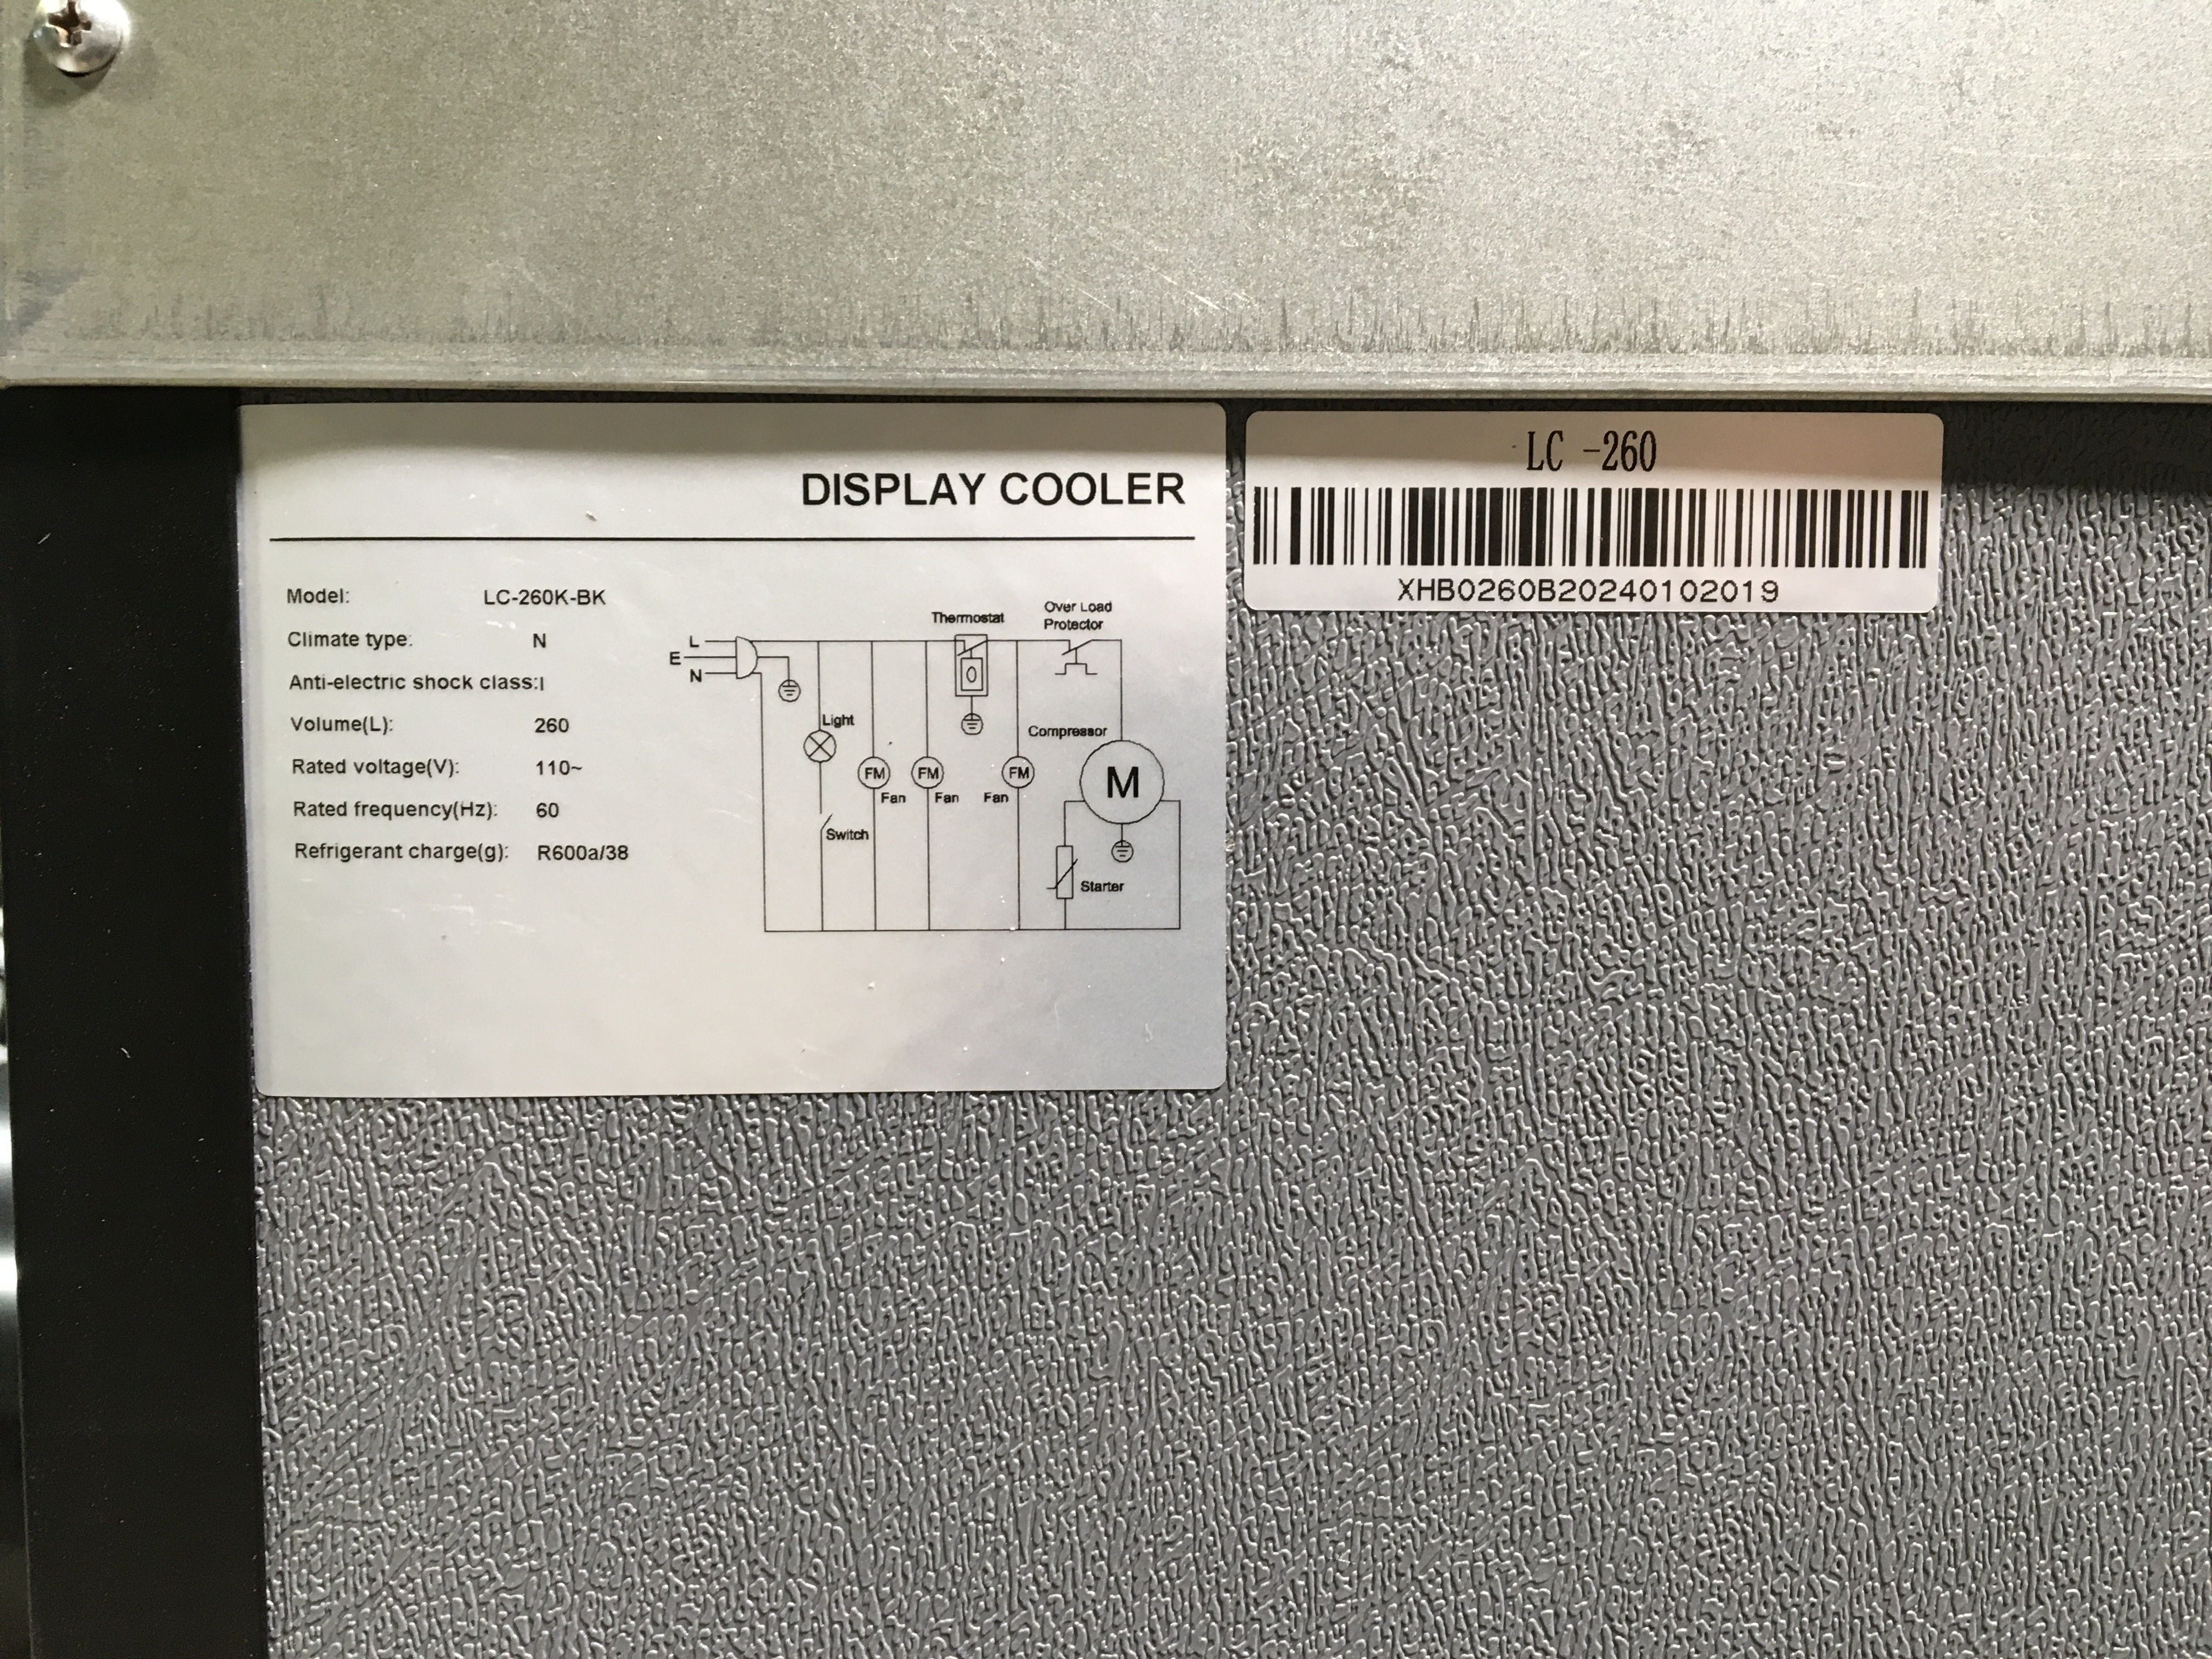 DISPLAY COOLER
Model: LC-260K-BK
Climate type: N
Anti-electric shock class:I
Volume(L): 260
Rated voltage(V): 110~
Rated frequency(Hz): 60
Refrigerant charge(g): R600a/38
L
E
N
Light
Switch
FM
Fan
FM
Fan
Thermostat
0
FM
Fan
Over Load
Protector
Compressor
M
Starter
LC -260
XHB0260B20240102019